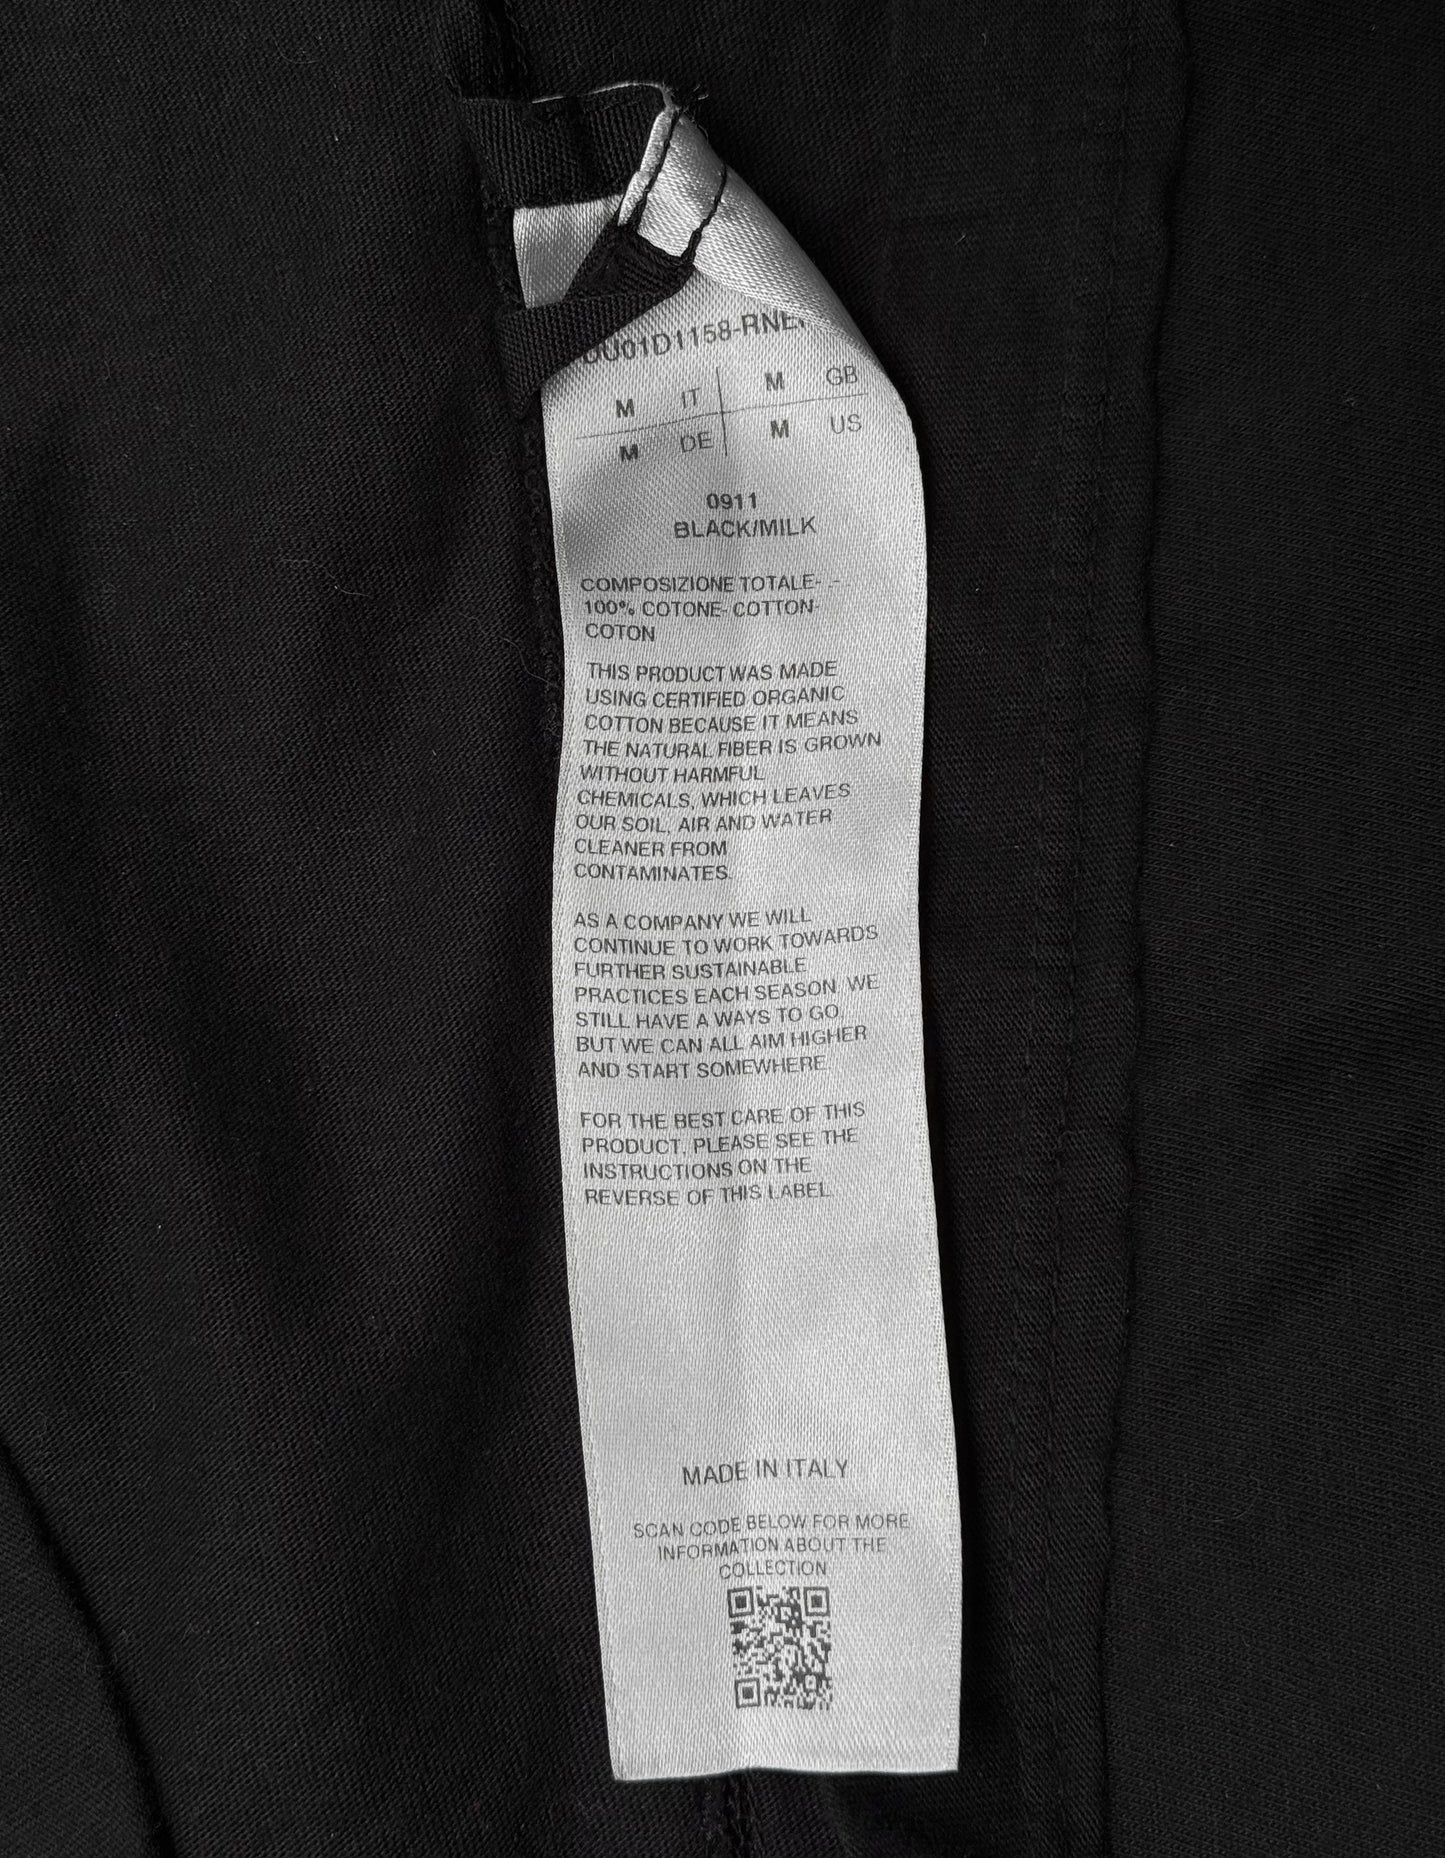 DU01D1158-RNE
M IT M GB
M DE M US
0911
BLACK/MILK
COMPOSIZIONE TOTALE- -
100% COTONE- COTTON-
COTON
THIS PRODUCT WAS MADE
USING CERTIFIED ORGANIC
COTTON BECAUSE IT MEANS
THE NATURAL FIBER IS GROWN
WITHOUT HARMFUL
CHEMICALS, WHICH LEAVES
OUR SOIL, AIR AND WATER
CLEANER FROM
CONTAMINATES.
AS A COMPANY WE WILL
CONTINUE TO WORK TOWARDS
FURTHER SUSTAINABLE
PRACTICES EACH SEASON. WE
STILL HAVE A WAYS TO GO,
BUT WE CAN ALL AIM HIGHER
AND START SOMEWHERE.
FOR THE BEST CARE OF THIS
PRODUCT, PLEASE SEE THE
INSTRUCTIONS ON THE
REVERSE OF THIS LABEL.
MADE IN ITALY
SCAN CODE BELOW FOR MORE
INFORMATION ABOUT THE
COLLECTION